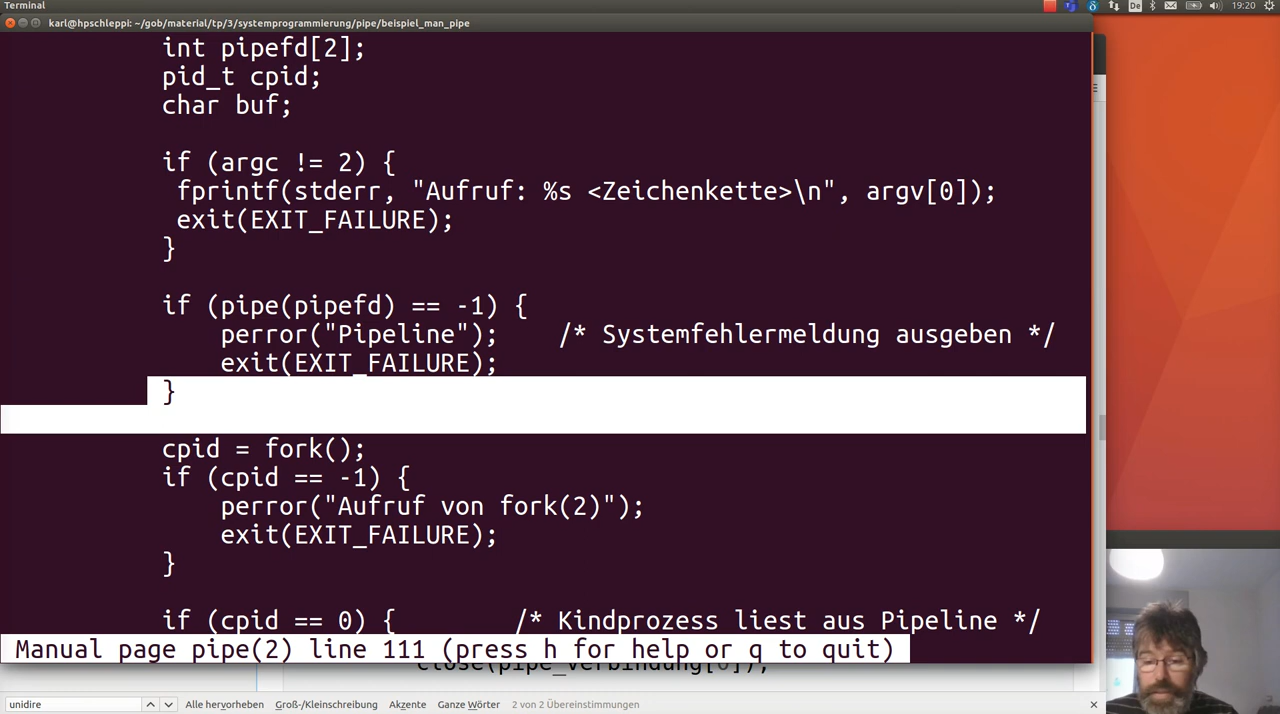 Terminal
De
19:20
karl@hpschleppi: ~/gob/material/tp/3/systemprogrammierung/pipe/beispiel_man_pipe
int pipefd[2];
pid_t cpid;
char buf;
if (argc != 2) {
fprintf(stderr, "Aufruf: %s <Zeichenkette>\n", argv[0]);
exit(EXIT_FAILURE);
}
if (pipe(pipefd) == -1) {
perror("Pipeline"); /* Systemfehlermeldung ausgeben */
exit(EXIT_FAILURE);
}
cpid = fork();
if (cpid == -1) {
perror("Aufruf von fork(2)");
exit(EXIT_FAILURE);
}
if (cpid == 0) { /* Kindprozess liest aus Pipeline */
Manual page pipe(2) line 111 (press h for help or q to quit)
close(pipe_verbindung[0]);
unidire
Alle hervorheben
Groß-/Kleinschreibung
Akzente
Ganze Wörter
2 von 2 Übereinstimmungen